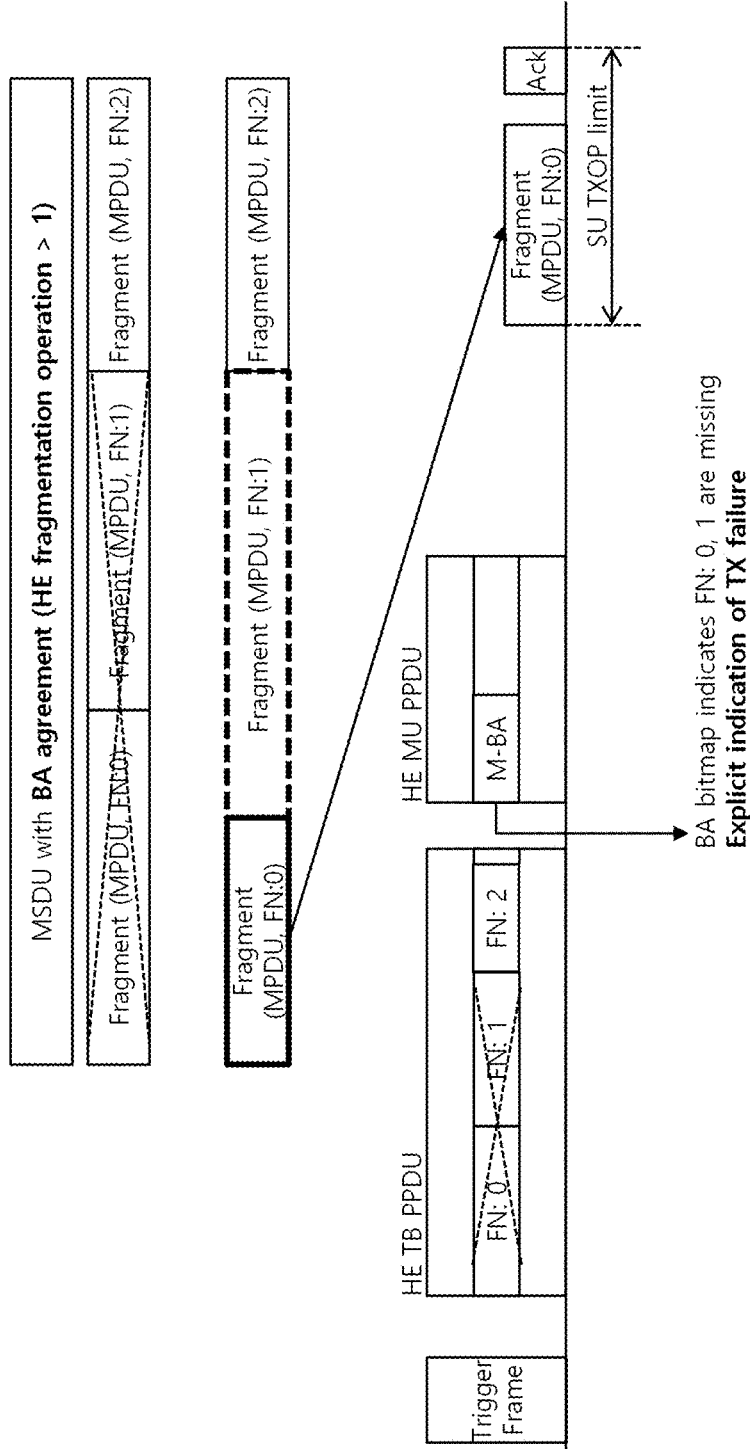 MSDU with BA agreement (HE fragmentation operation > 1)
Fragment (MPDU, FN:0)
Fragment (MPDU, FN:1)
Fragment (MPDU, FN:2)
Fragment
(MPDU, FN:0)
Fragment (MPDU, FN:1)
Fragment (MPDU, FN:2)
Trigger
Frame
HE TB PPDU
FN: 0
FN: 1
FN: 2
HE MU PPDU
M-BA
Fragment
(MPDU, FN:0)
Ack
SU TXOP limit
BA bitmap indicates FN: 0, 1 are missing
Explicit indication of TX failure